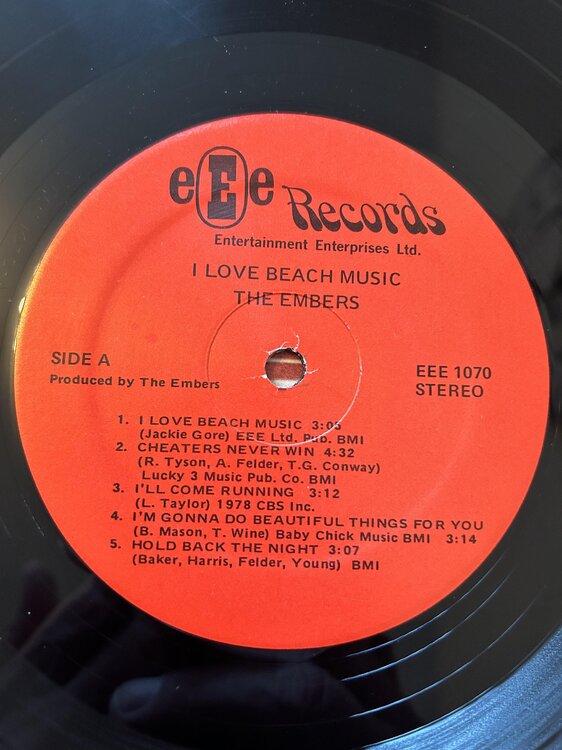 eEe Records
Entertainment Enterprises Ltd.
I LOVE BEACH MUSIC
THE EMBERS
SIDE A
Produced by The Embers
EEE 1070
STEREO
1. I LOVE BEACH MUSIC 3:05
(Jackie Gore) EEE Ltd. Pub. BMI
2. CHEATERS NEVER WIN 4:32
(R. Tyson, A. Felder, T.G. Conway)
Lucky 3 Music Pub. Co. BMI
3. I'LL COME RUNNING 3:12
(L. Taylor) 1978 CBS Inc.
4. I'M GONNA DO BEAUTIFUL THINGS FOR YOU
(B. Mason, T. Wine) Baby Chick Music BMI 3:14
5. HOLD BACK THE NIGHT 3:07
(Baker, Harris, Felder, Young) BMI